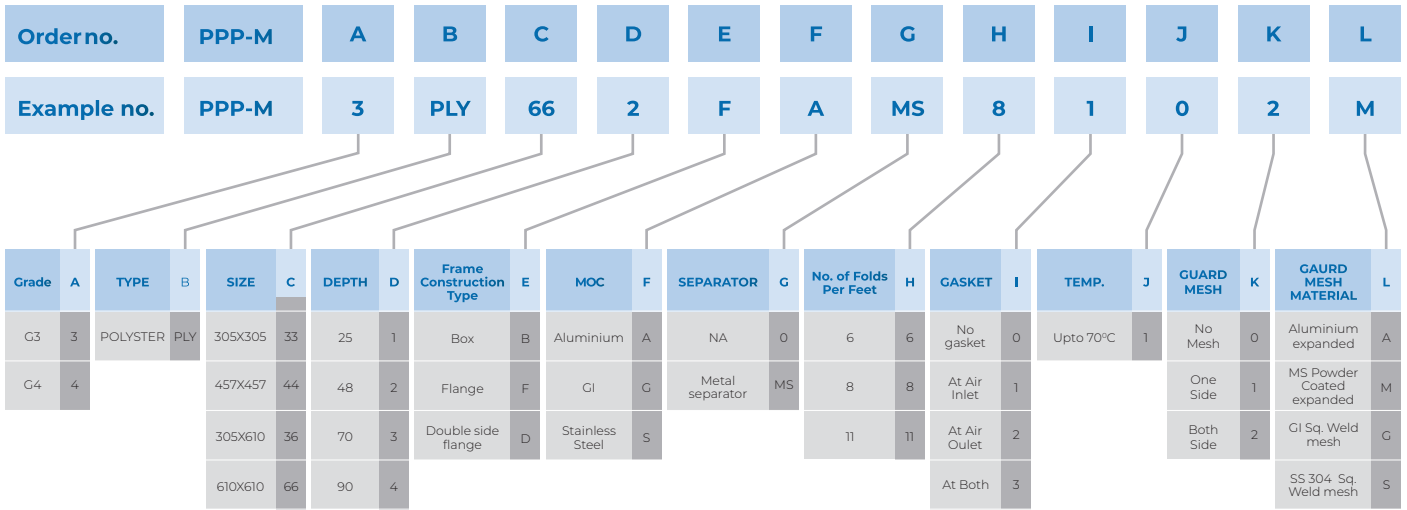 Order no. PPP-M A B C D E F G H I J K L
Example no. PPP-M 3 PLY 66 2 F A MS 8 1 0 2 M
Grade A
G3 3
G4 4
TYPE B
POLYSTER PLY
SIZE C
305X305 33
457X457 44
305X610 36
610X610 66
DEPTH D
25 1
48 2
70 3
90 4
Frame
Construction
Type
E
Box B
Flange F
Double side
flange
D
MOC F
Aluminium A
GI G
Stainless
Steel
S
SEPARATOR G
NA 0
Metal
separator
MS
No. of Folds
Per Feet
H
6 6
8 8
11 11
GASKET I
No
gasket
0
At Air
Inlet
1
At Air
Oulet
2
At Both 3
TEMP. J
Upto 70ºC 1
GUARD
MESH
K
No
Mesh
0
One
Side
1
Both
Side
2
GAURD
MESH
MATERIAL
L
Aluminium
expanded
A
MS Powder
Coated
expanded
M
GI Sq. Weld
mesh
G
SS 304 Sq.
Weld mesh
S